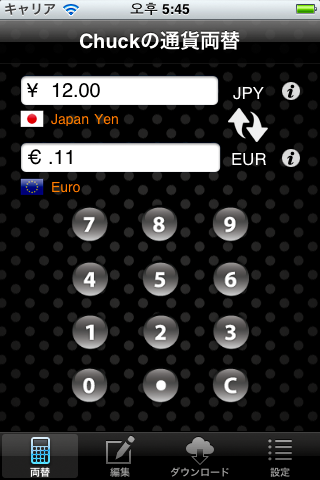 キャリア 오후 5:45
Chuckの通貨両替
¥ 12.00 JPY
Japan Yen
€ .11 EUR
Euro
7 8 9
4 5 6
1 2 3
0 • C
両替 編集 ダウンロード 設定